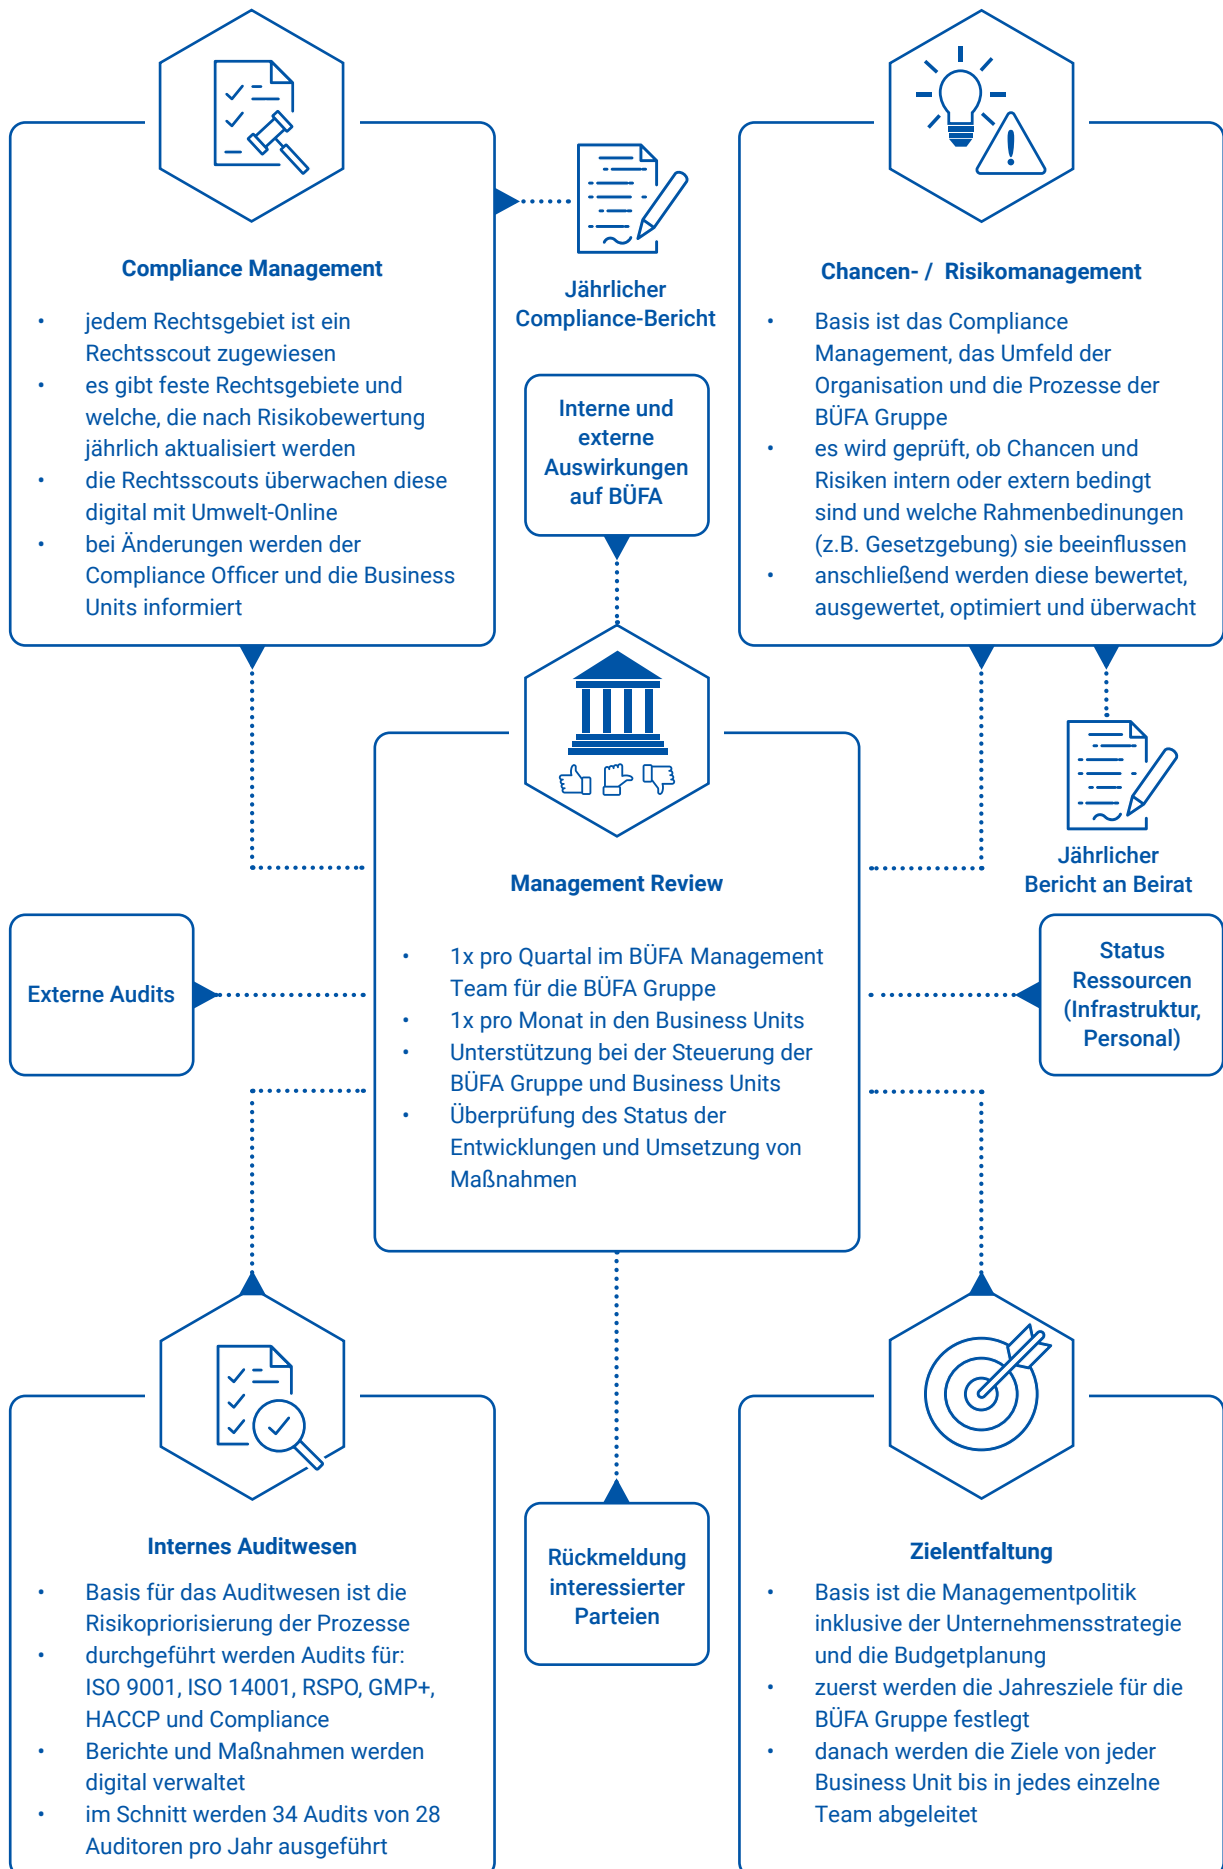 Compliance Management
• jedem Rechtsgebiet ist ein
Rechtsscout zugewiesen
• es gibt feste Rechtsgebiete und
welche, die nach Risikobewertung
jährlich aktualisiert werden
• die Rechtsscouts überwachen diese
digital mit Umwelt-Online
• bei Änderungen werden der
Compliance Officer und die Business
Units informiert
Jährlicher
Compliance-Bericht
Interne und
externe
Auswirkungen
auf BÜFA
Chancen- / Risikomanagement
• Basis ist das Compliance
Management, das Umfeld der
Organisation und die Prozesse der
BÜFA Gruppe
• es wird geprüft, ob Chancen und
Risiken intern oder extern bedingt
sind und welche Rahmenbedinungen
(z.B. Gesetzgebung) sie beeinflussen
• anschließend werden diese bewertet,
ausgewertet, optimiert und überwacht
Jährlicher
Bericht an Beirat
Management Review
• 1x pro Quartal im BÜFA Management
Team für die BÜFA Gruppe
• 1x pro Monat in den Business Units
• Unterstützung bei der Steuerung der
BÜFA Gruppe und Business Units
• Überprüfung des Status der
Entwicklungen und Umsetzung von
Maßnahmen
Externe Audits
Status
Ressourcen
(Infrastruktur,
Personal)
Internes Auditwesen
• Basis für das Auditwesen ist die
Risikopriorisierung der Prozesse
• durchgeführt werden Audits für:
ISO 9001, ISO 14001, RSPO, GMP+,
HACCP und Compliance
• Berichte und Maßnahmen werden
digital verwaltet
• im Schnitt werden 34 Audits von 28
Auditoren pro Jahr ausgeführt
Rückmeldung
interessierter
Parteien
Zielentfaltung
• Basis ist die Managementpolitik
inklusive der Unternehmensstrategie
und die Budgetplanung
• zuerst werden die Jahresziele für die
BÜFA Gruppe festlegt
• danach werden die Ziele von jeder
Business Unit bis in jedes einzelne
Team abgeleitet